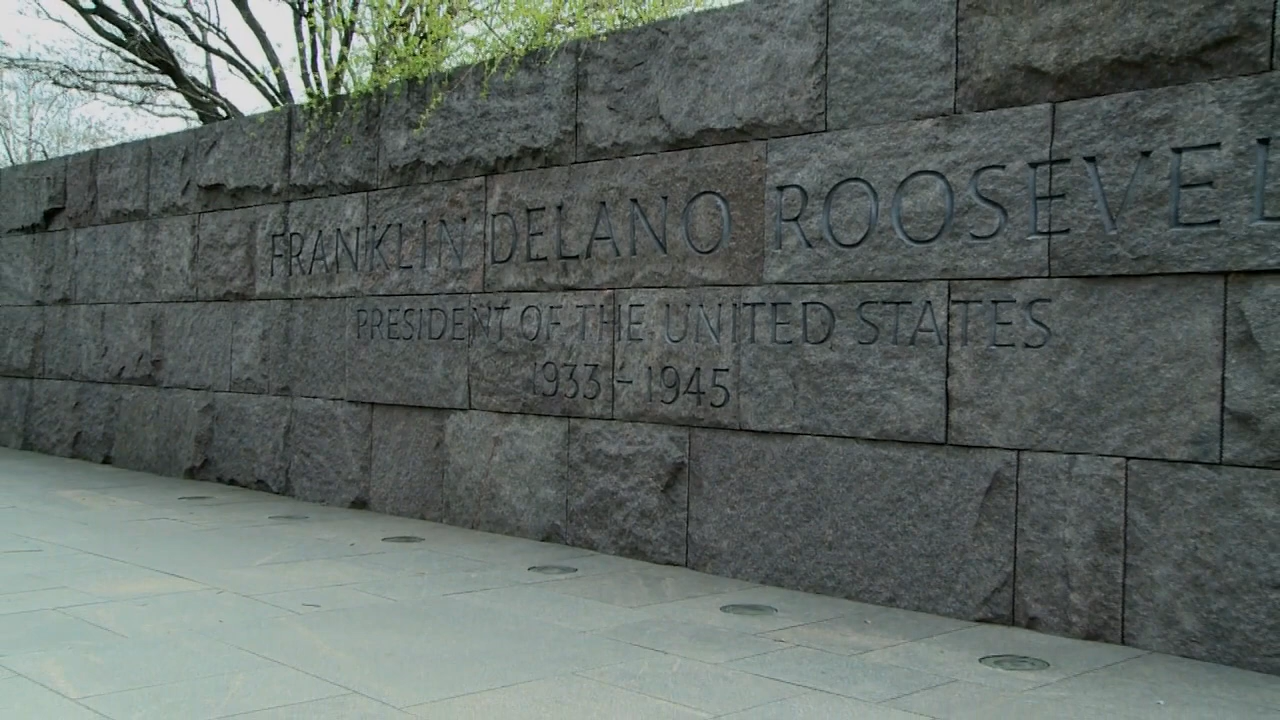 FRANKLIN DELANO ROOSEVEL
PRESIDENT OF THE UNITED STATES
1933 - 1945